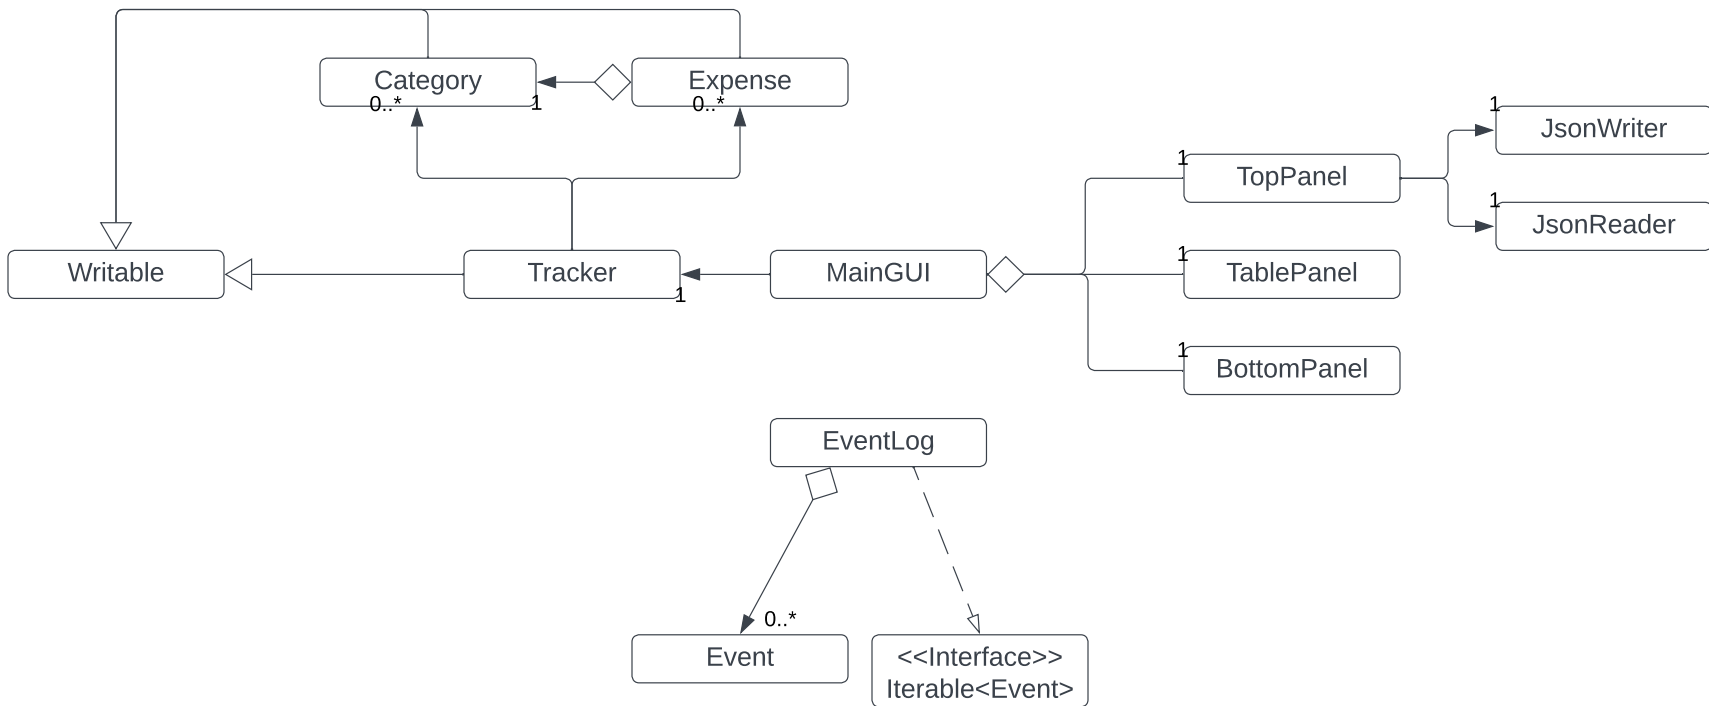 Category
Expense
0..*
1
0..*
1
JsonWriter
1
TopPanel
1
JsonReader
Writable
Tracker
1
MainGUI
1
TablePanel
1
BottomPanel
EventLog
0..*
Event
<<Interface>>
Iterable<Event>